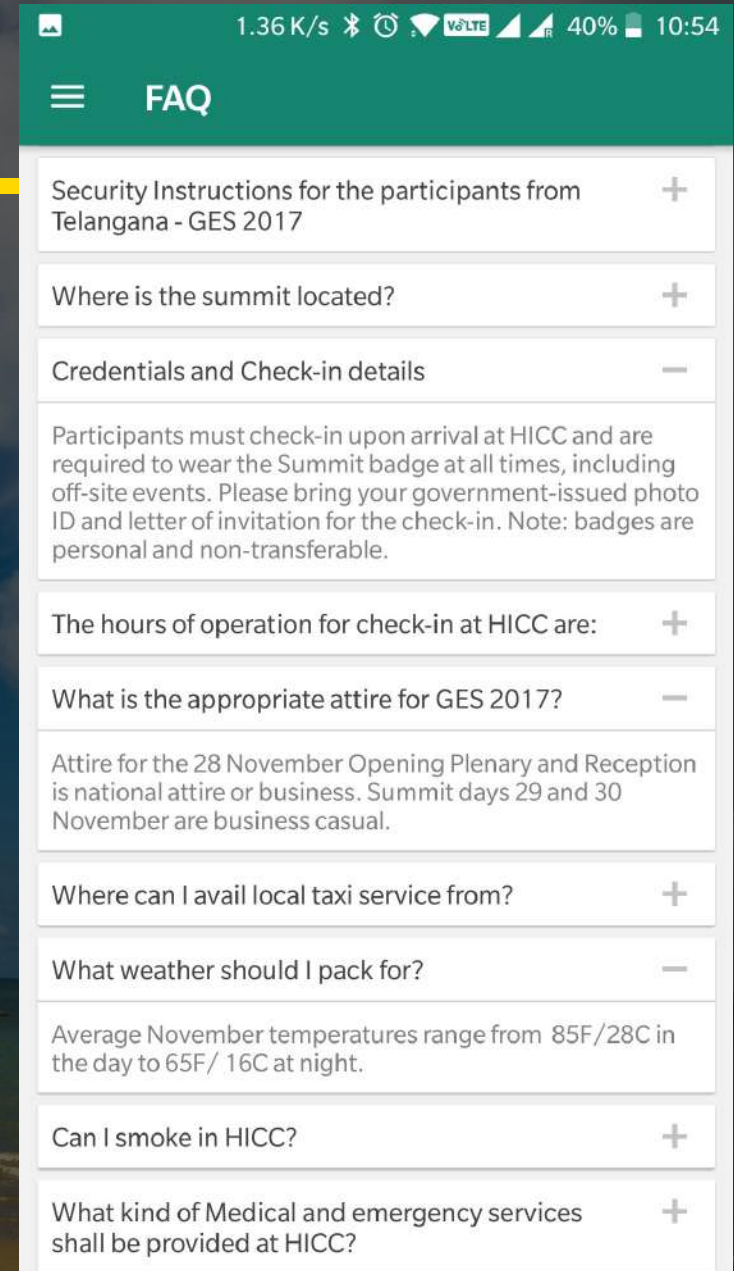 1.36 K/s VoLTE R 40% 10:54
FAQ
Security Instructions for the participants from
Telangana - GES 2017
Where is the summit located?
Credentials and Check-in details
Participants must check-in upon arrival at HICC and are
required to wear the Summit badge at all times, including
off-site events. Please bring your government-issued photo
ID and letter of invitation for the check-in. Note: badges are
personal and non-transferable.
The hours of operation for check-in at HICC are:
What is the appropriate attire for GES 2017?
Attire for the 28 November Opening Plenary and Reception
is national attire or business. Summit days 29 and 30
November are business casual.
Where can I avail local taxi service from?
What weather should I pack for?
Average November temperatures range from 85F/28C in
the day to 65F/ 16C at night.
Can I smoke in HICC?
What kind of Medical and emergency services
shall be provided at HICC?